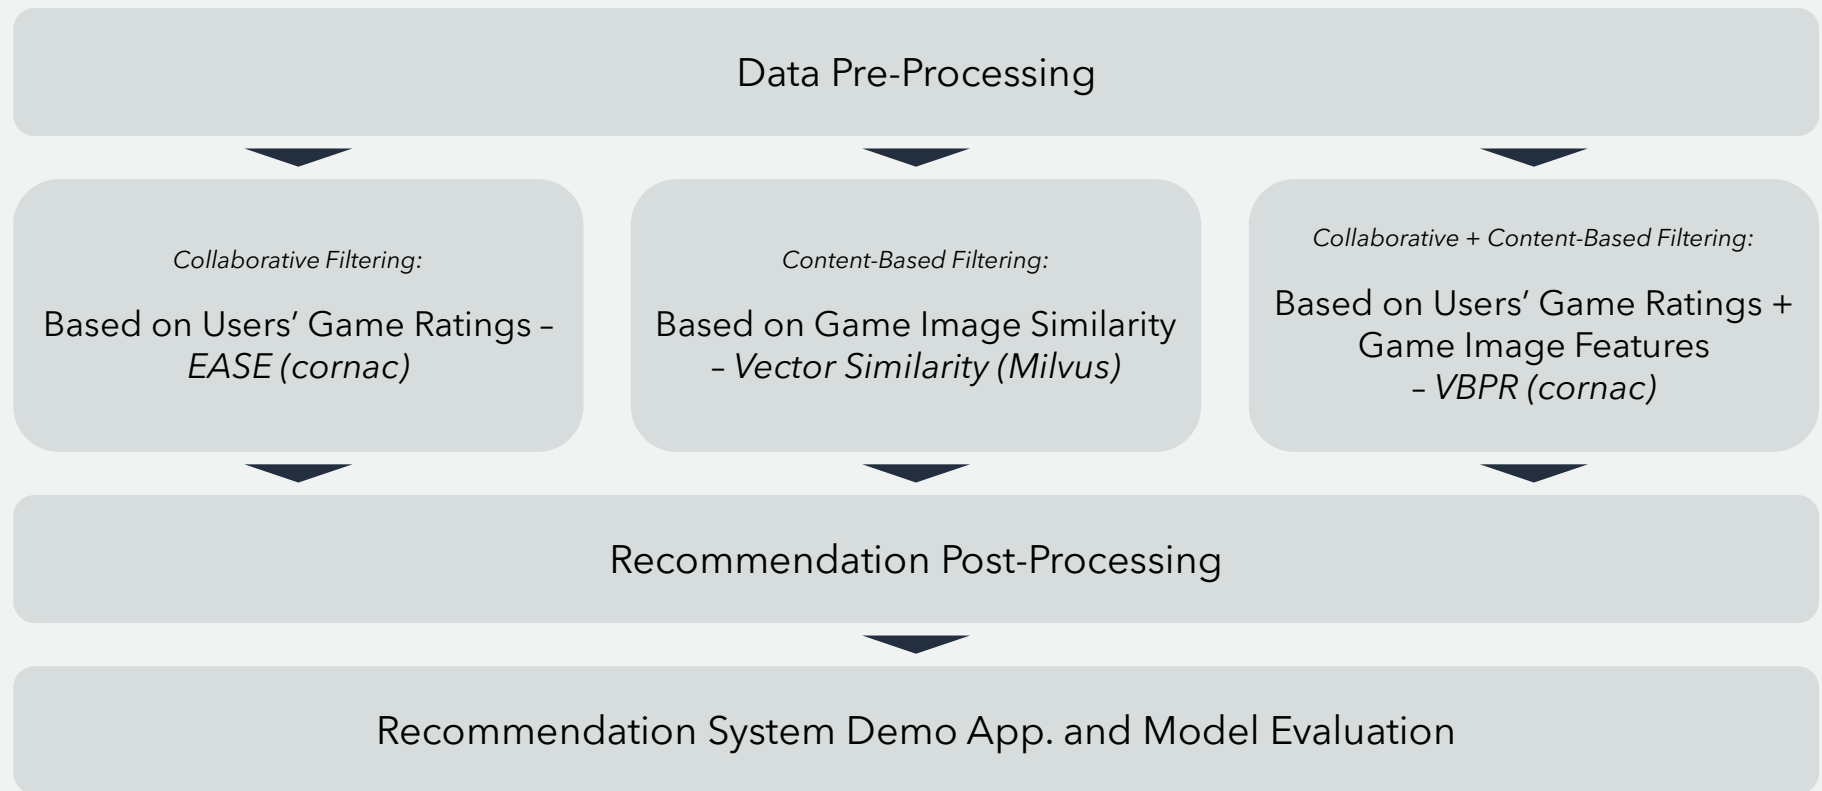 Data Pre-Processing
Collaborative Filtering:
Based on Users’ Game Ratings –
EASE (cornac)
Content-Based Filtering:
Based on Game Image Similarity
– Vector Similarity (Milvus)
Collaborative + Content-Based Filtering:
Based on Users’ Game Ratings +
Game Image Features
– VBPR (cornac)
Recommendation Post-Processing
Recommendation System Demo App. and Model Evaluation